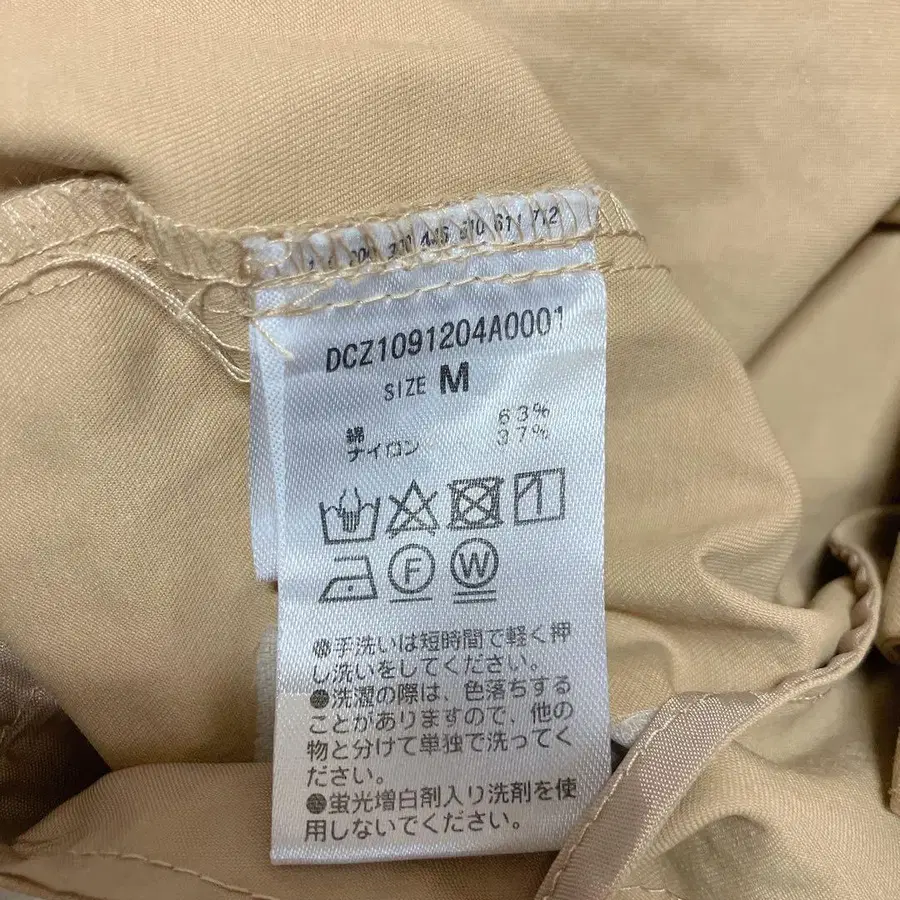 DCZ1091204A0001
SIZE M
綿 63%
ナイロン 37%
F W
●手洗いは短時間で軽く押
し洗いをしてください。
●洗濯の際は、色落ちする
ことがありますので、他の
物と分けて単独で洗ってく
ださい。
●蛍光増白剤入り洗剤を使
用しないでください。